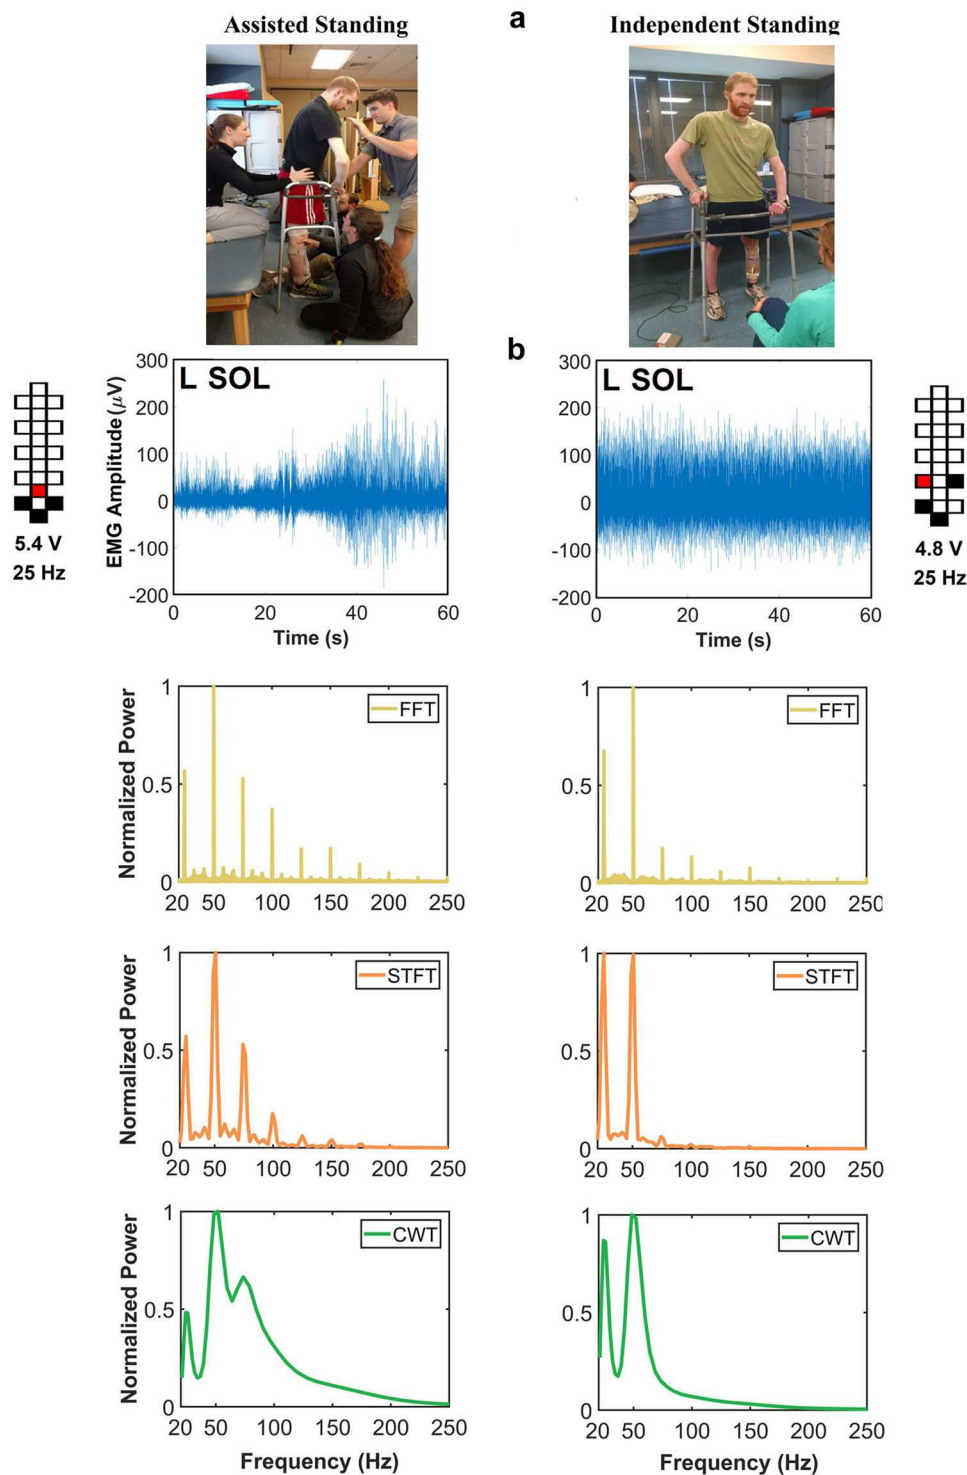 Assisted Standing
a
Independent Standing
b
300
200
100
0
-100
-200
EMG Amplitude (μV)
L SOL
0 20 40 60
Time (s)
5.4 V
25 Hz
300
200
100
0
-100
-200
L SOL
0 20 40 60
Time (s)
4.8 V
25 Hz
1
0.5
0
Normalized Power
FFT
20 50 100 150 200 250
1
0.5
0
FFT
20 50 100 150 200 250
1
0.5
0
Normalized Power
STFT
20 50 100 150 200 250
1
0.5
0
STFT
20 50 100 150 200 250
1
0.5
0
Normalized Power
CWT
20 50 100 150 200 250
Frequency (Hz)
1
0.5
0
CWT
20 50 100 150 200 250
Frequency (Hz)